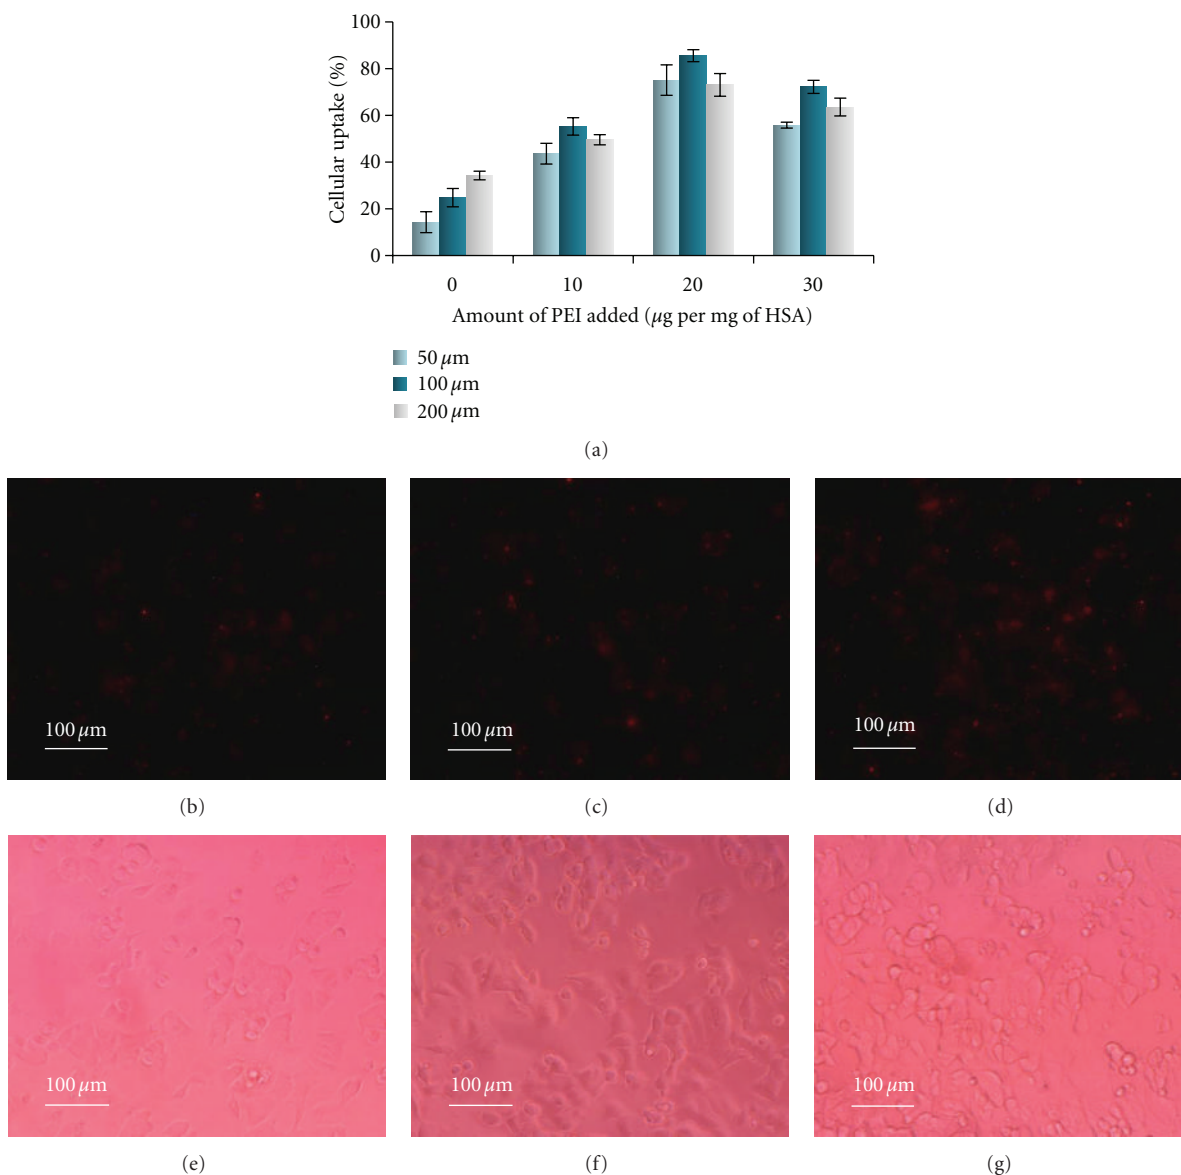 100
80
60
40
20
0
Cellular uptake (%)
0 10 20 30
Amount of PEI added (μg per mg of HSA)
50 μm
100 μm
200 μm
(a)
100 μm 100 μm 100 μm
(b) (c) (d)
100 μm 100 μm 100 μm
(e) (f) (g)